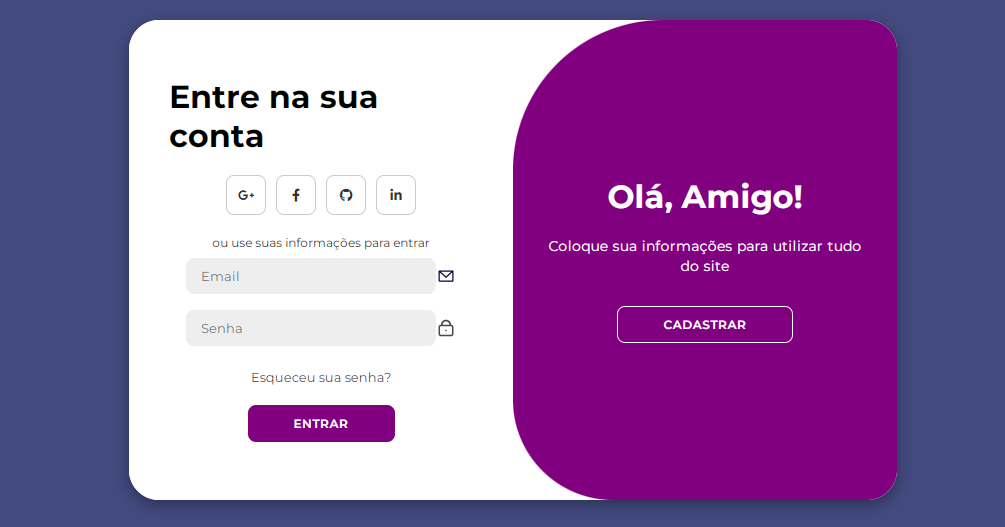 Entre na sua
conta
G+ f in
ou use suas informações para entrar
Email
Senha
Esqueceu sua senha?
ENTRAR
Olá, Amigo!
Coloque sua informações para utilizar tudo
do site
CADASTRAR